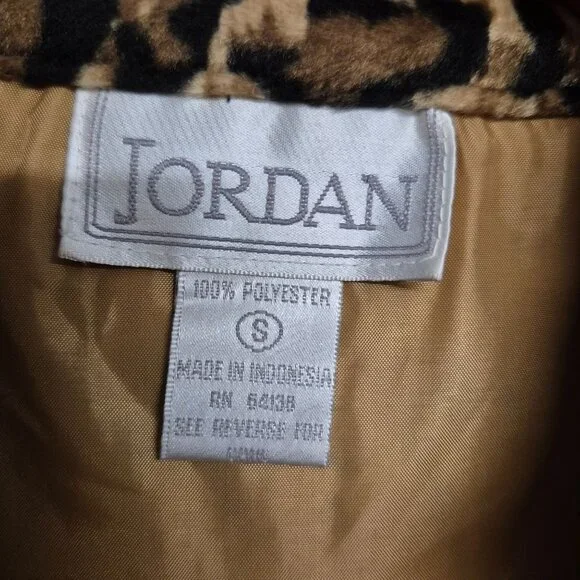 JORDAN
100% POLYESTER
S
MADE IN INDONESIA
RN 64138
SEE REVERSE FOR